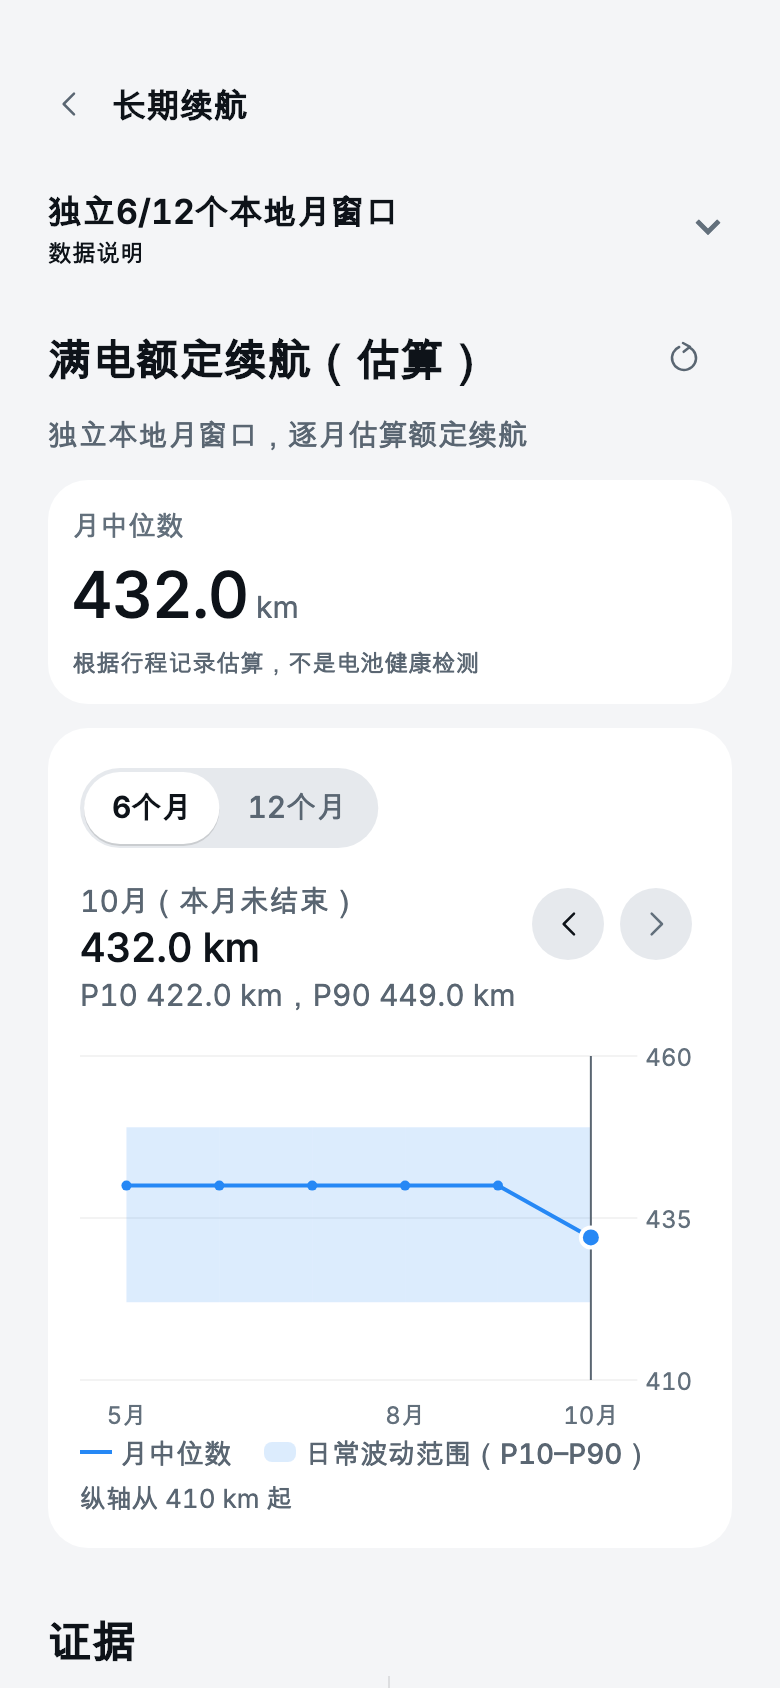 长期续航
独立6/12个本地月窗口
数据说明
满电额定续航（估算）
独立本地月窗口，逐月估算额定续航
月中位数
432.0 km
根据行程记录估算，不是电池健康检测
6个月 12个月
10月（本月未结束）
432.0 km
P10 422.0 km，P90 449.0 km
460
435
410
5月 8月 10月
月中位数 日常波动范围（P10–P90）
纵轴从 410 km 起
证据